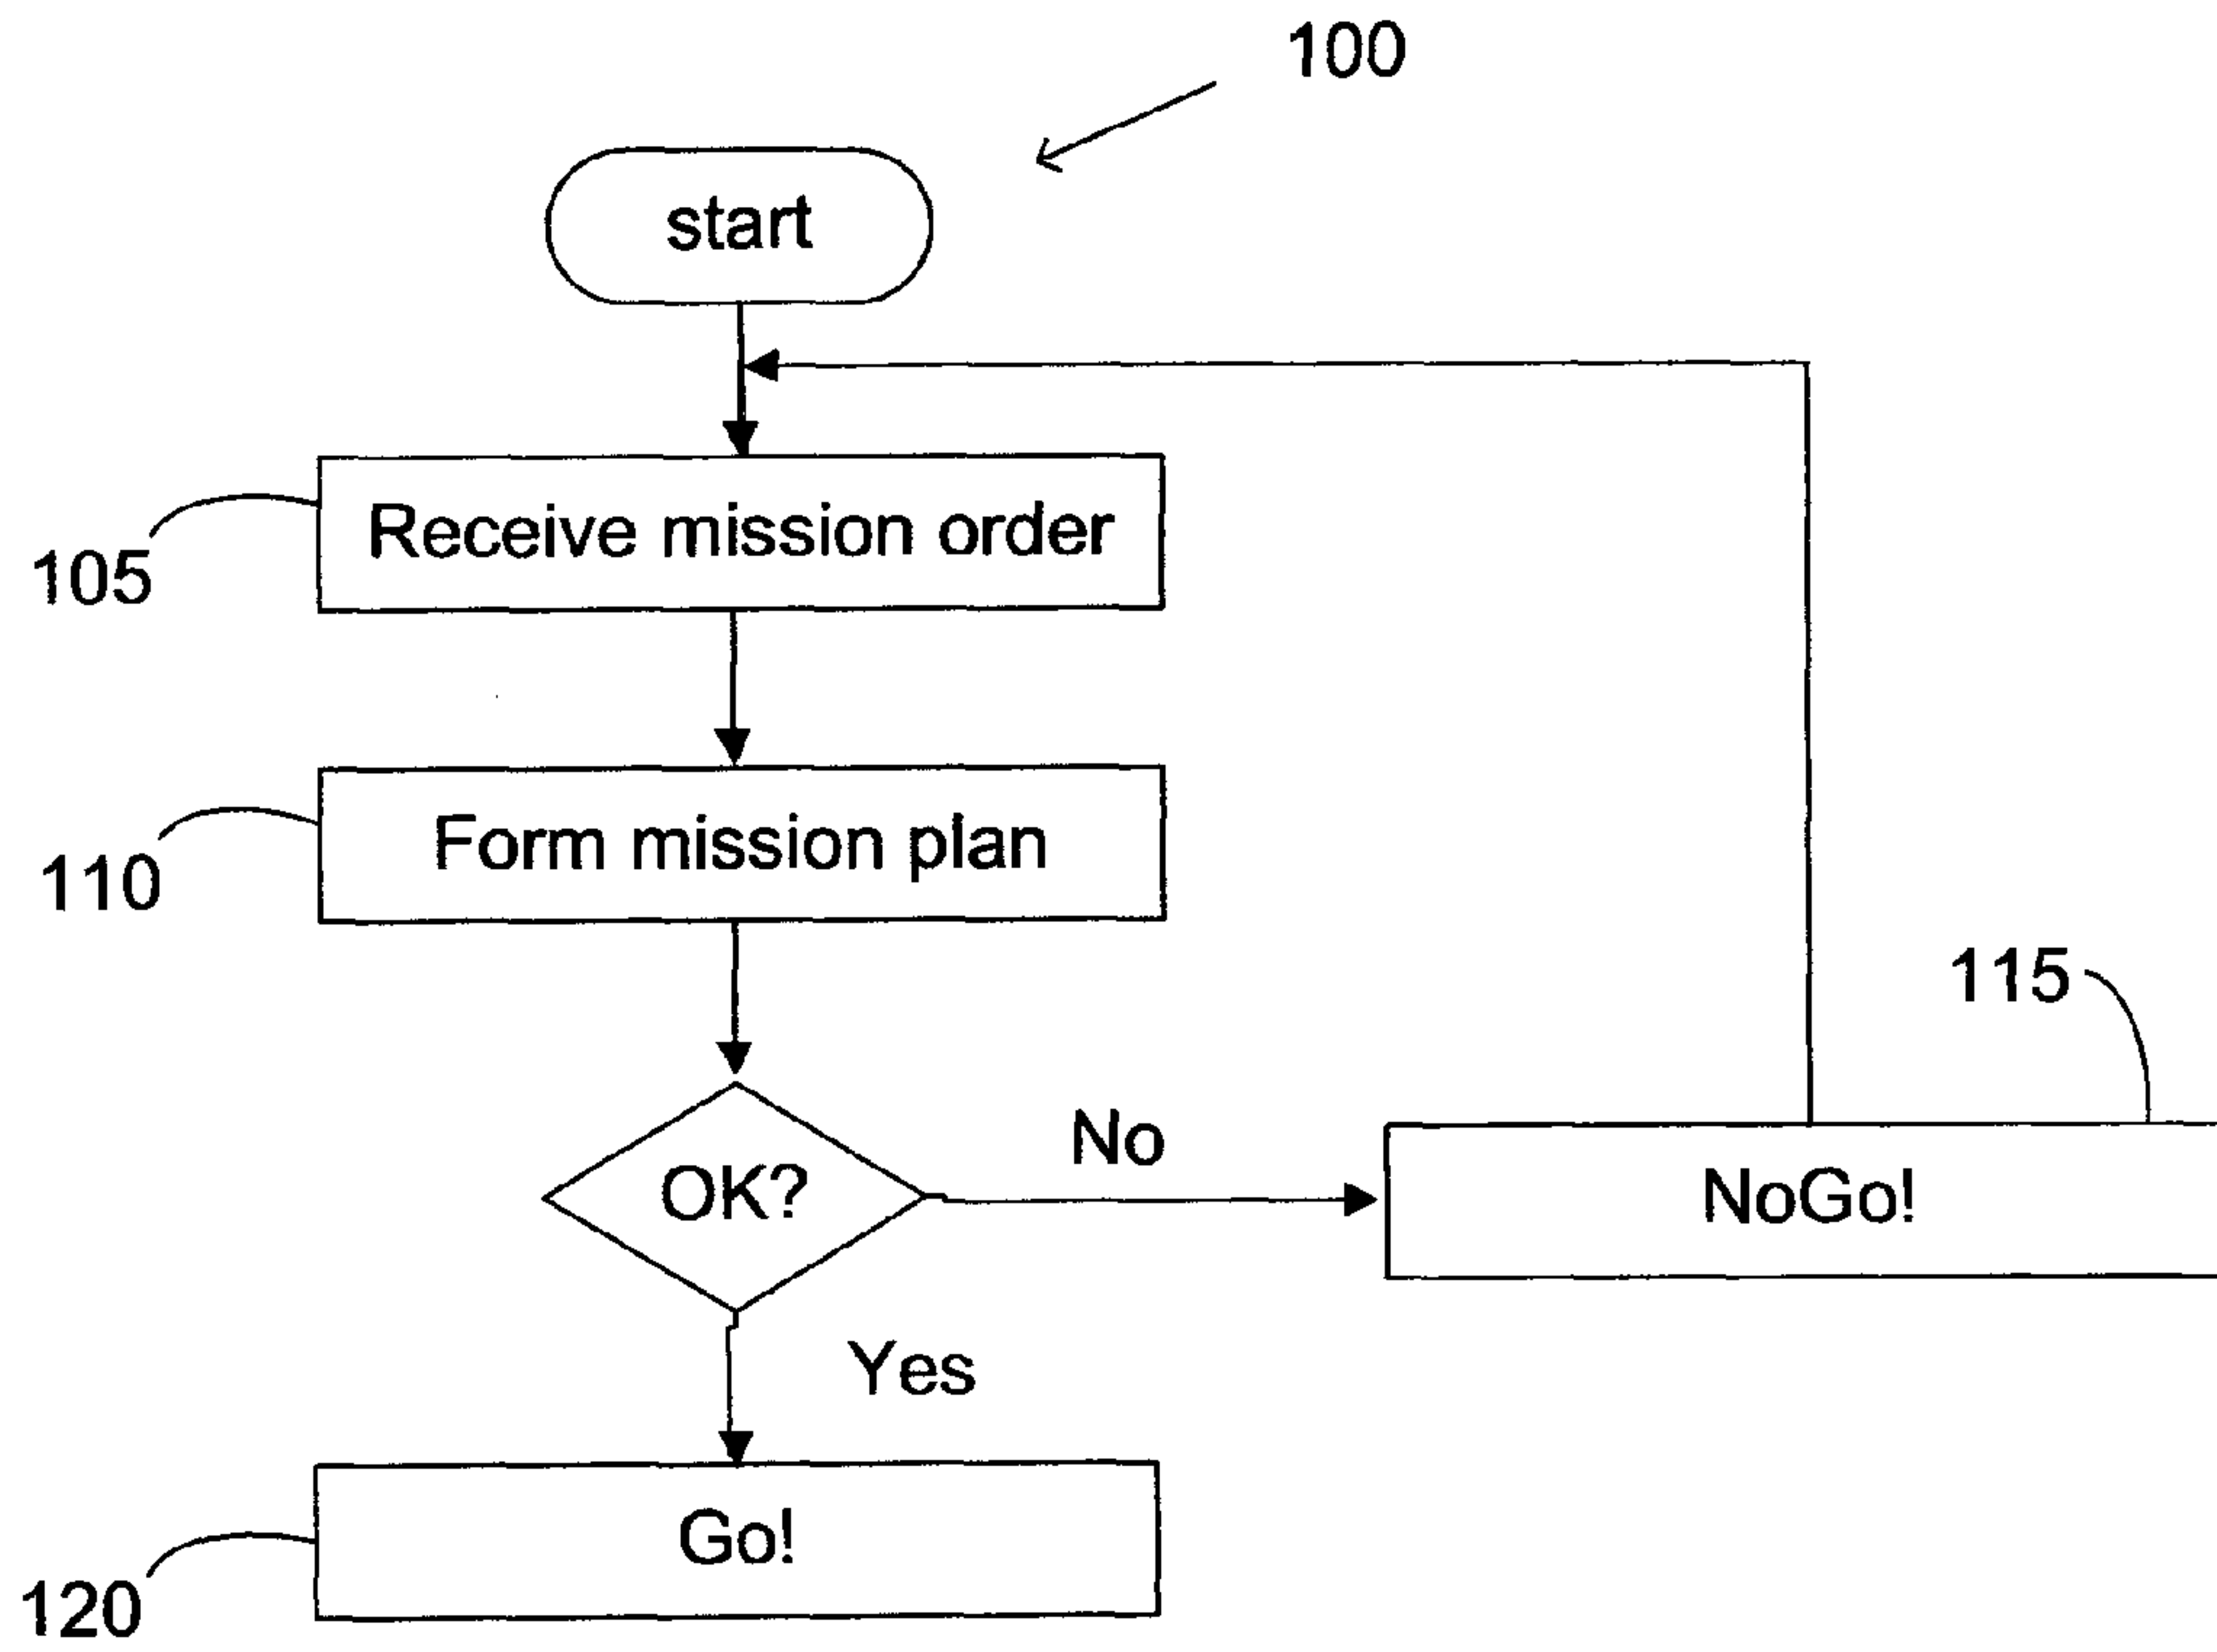 100
start
Receive mission order
105
Form mission plan
110
115
No
OK?
NoGo!
Yes
Go!
120